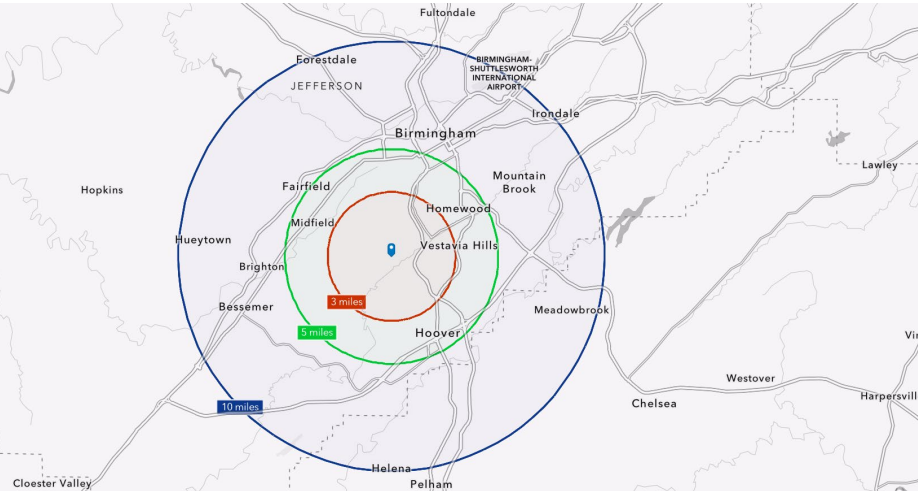 Fultondale
Forestdale
BIRMINGHAM-
SHUTTLESWORTH
INTERNATIONAL
AIRPORT
JEFFERSON
Irondale
Birmingham
Lawley
Mountain
Brook
Hopkins
Fairfield
Homewood
Midfield
Hueytown
Vestavia Hills
Brighton
3 miles
Bessemer
Meadowbrook
5 miles
Hoover
Westover
Harpersvill
Chelsea
10 miles
Helena
Cloester Valley
Pelham